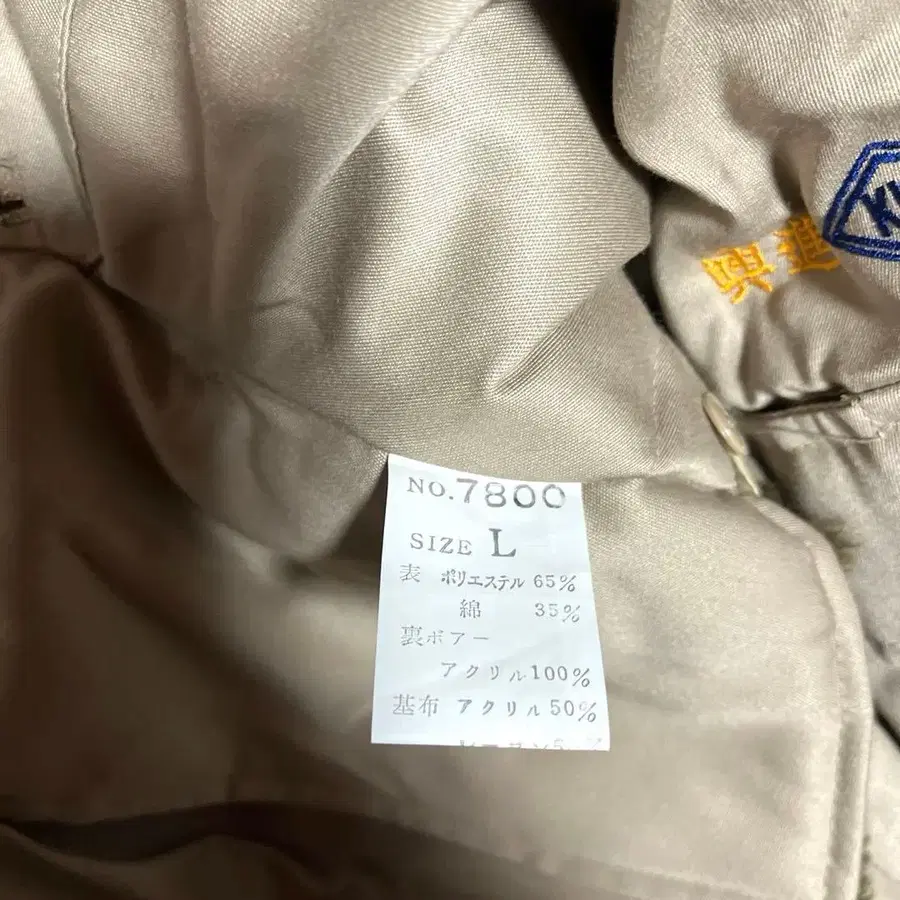 NO.7800
SIZE L
表 ポリエステル 65%
綿 35%
裏ボアー
アクリル100%
基布 アクリル50%